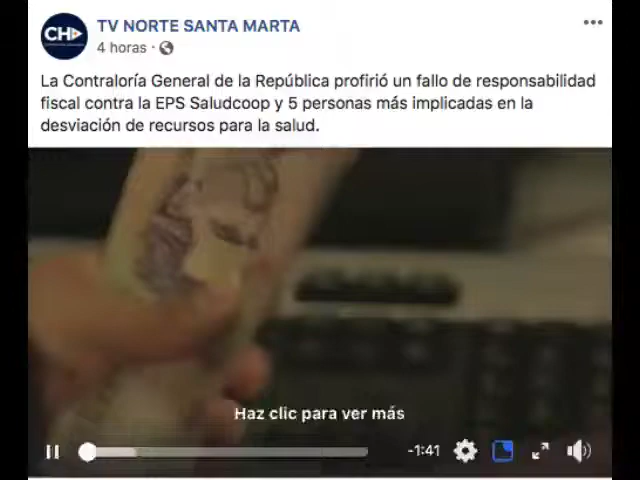 CH
TV NORTE SANTA MARTA
4 horas ·
La Contraloría General de la República profirió un fallo de responsabilidad
fiscal contra la EPS Saludcoop y 5 personas más implicadas en la
desviación de recursos para la salud.
Haz clic para ver más
-1:41